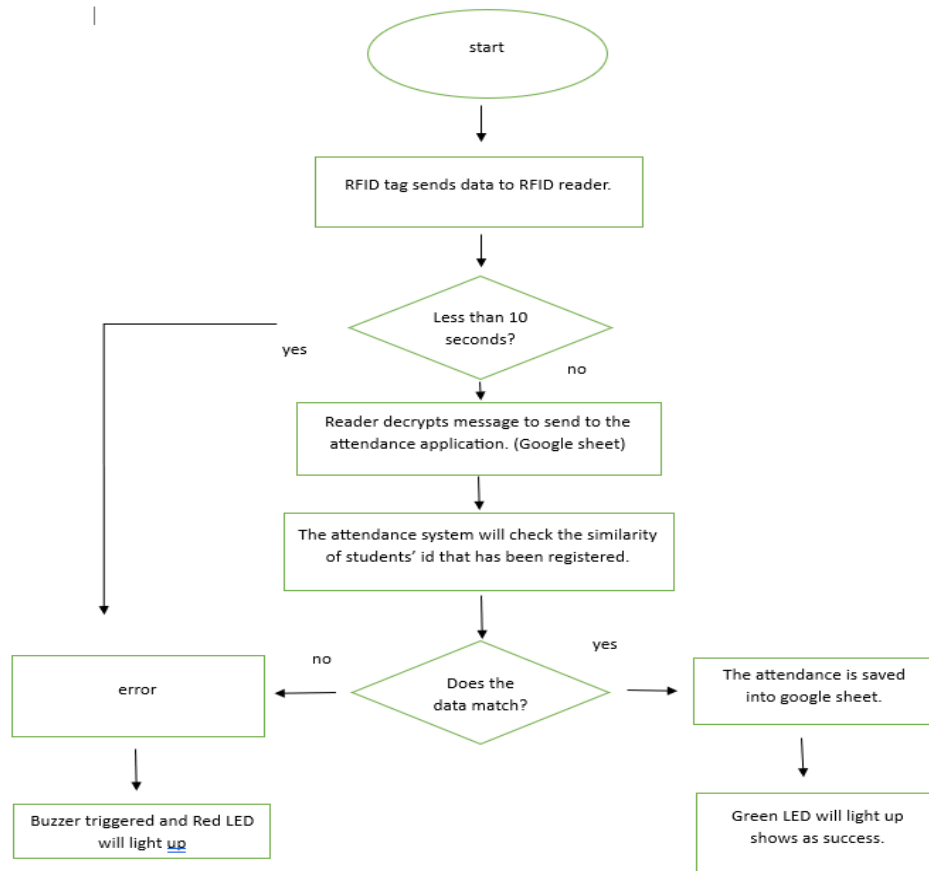 start
RFID tag sends data to RFID reader.
Less than 10
seconds?
yes
no
Reader decrypts message to send to the
attendance application. (Google sheet)
The attendance system will check the similarity
of students’ id that has been registered.
no
yes
error
Does the
data match?
The attendance is saved
into google sheet.
Buzzer triggered and Red LED
will light up
Green LED will light up
shows as success.